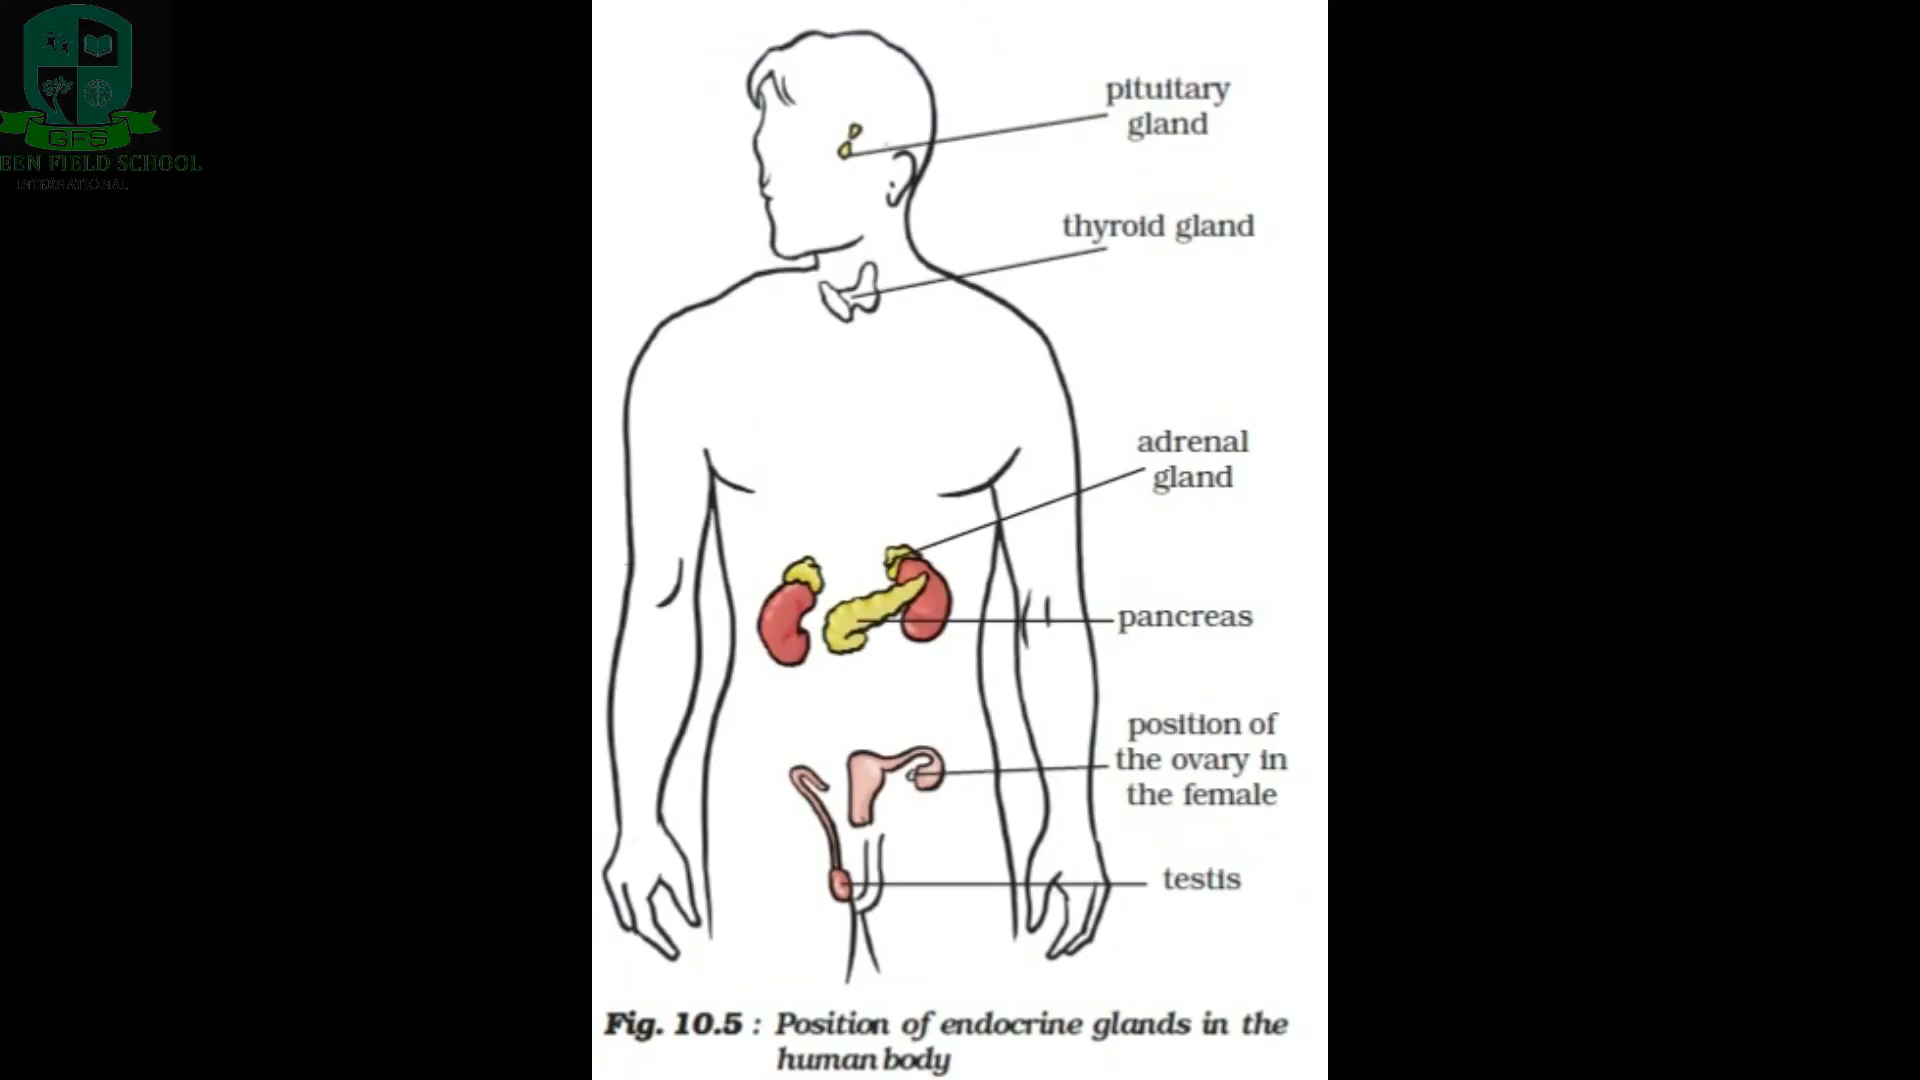 GFS
EEN FIELD SCHOOL
INTERNATIONAL
pituitary
gland
thyroid gland
adrenal
gland
pancreas
position of
the ovary in
the female
testis
Fig. 10.5 : Position of endocrine glands in the
human body